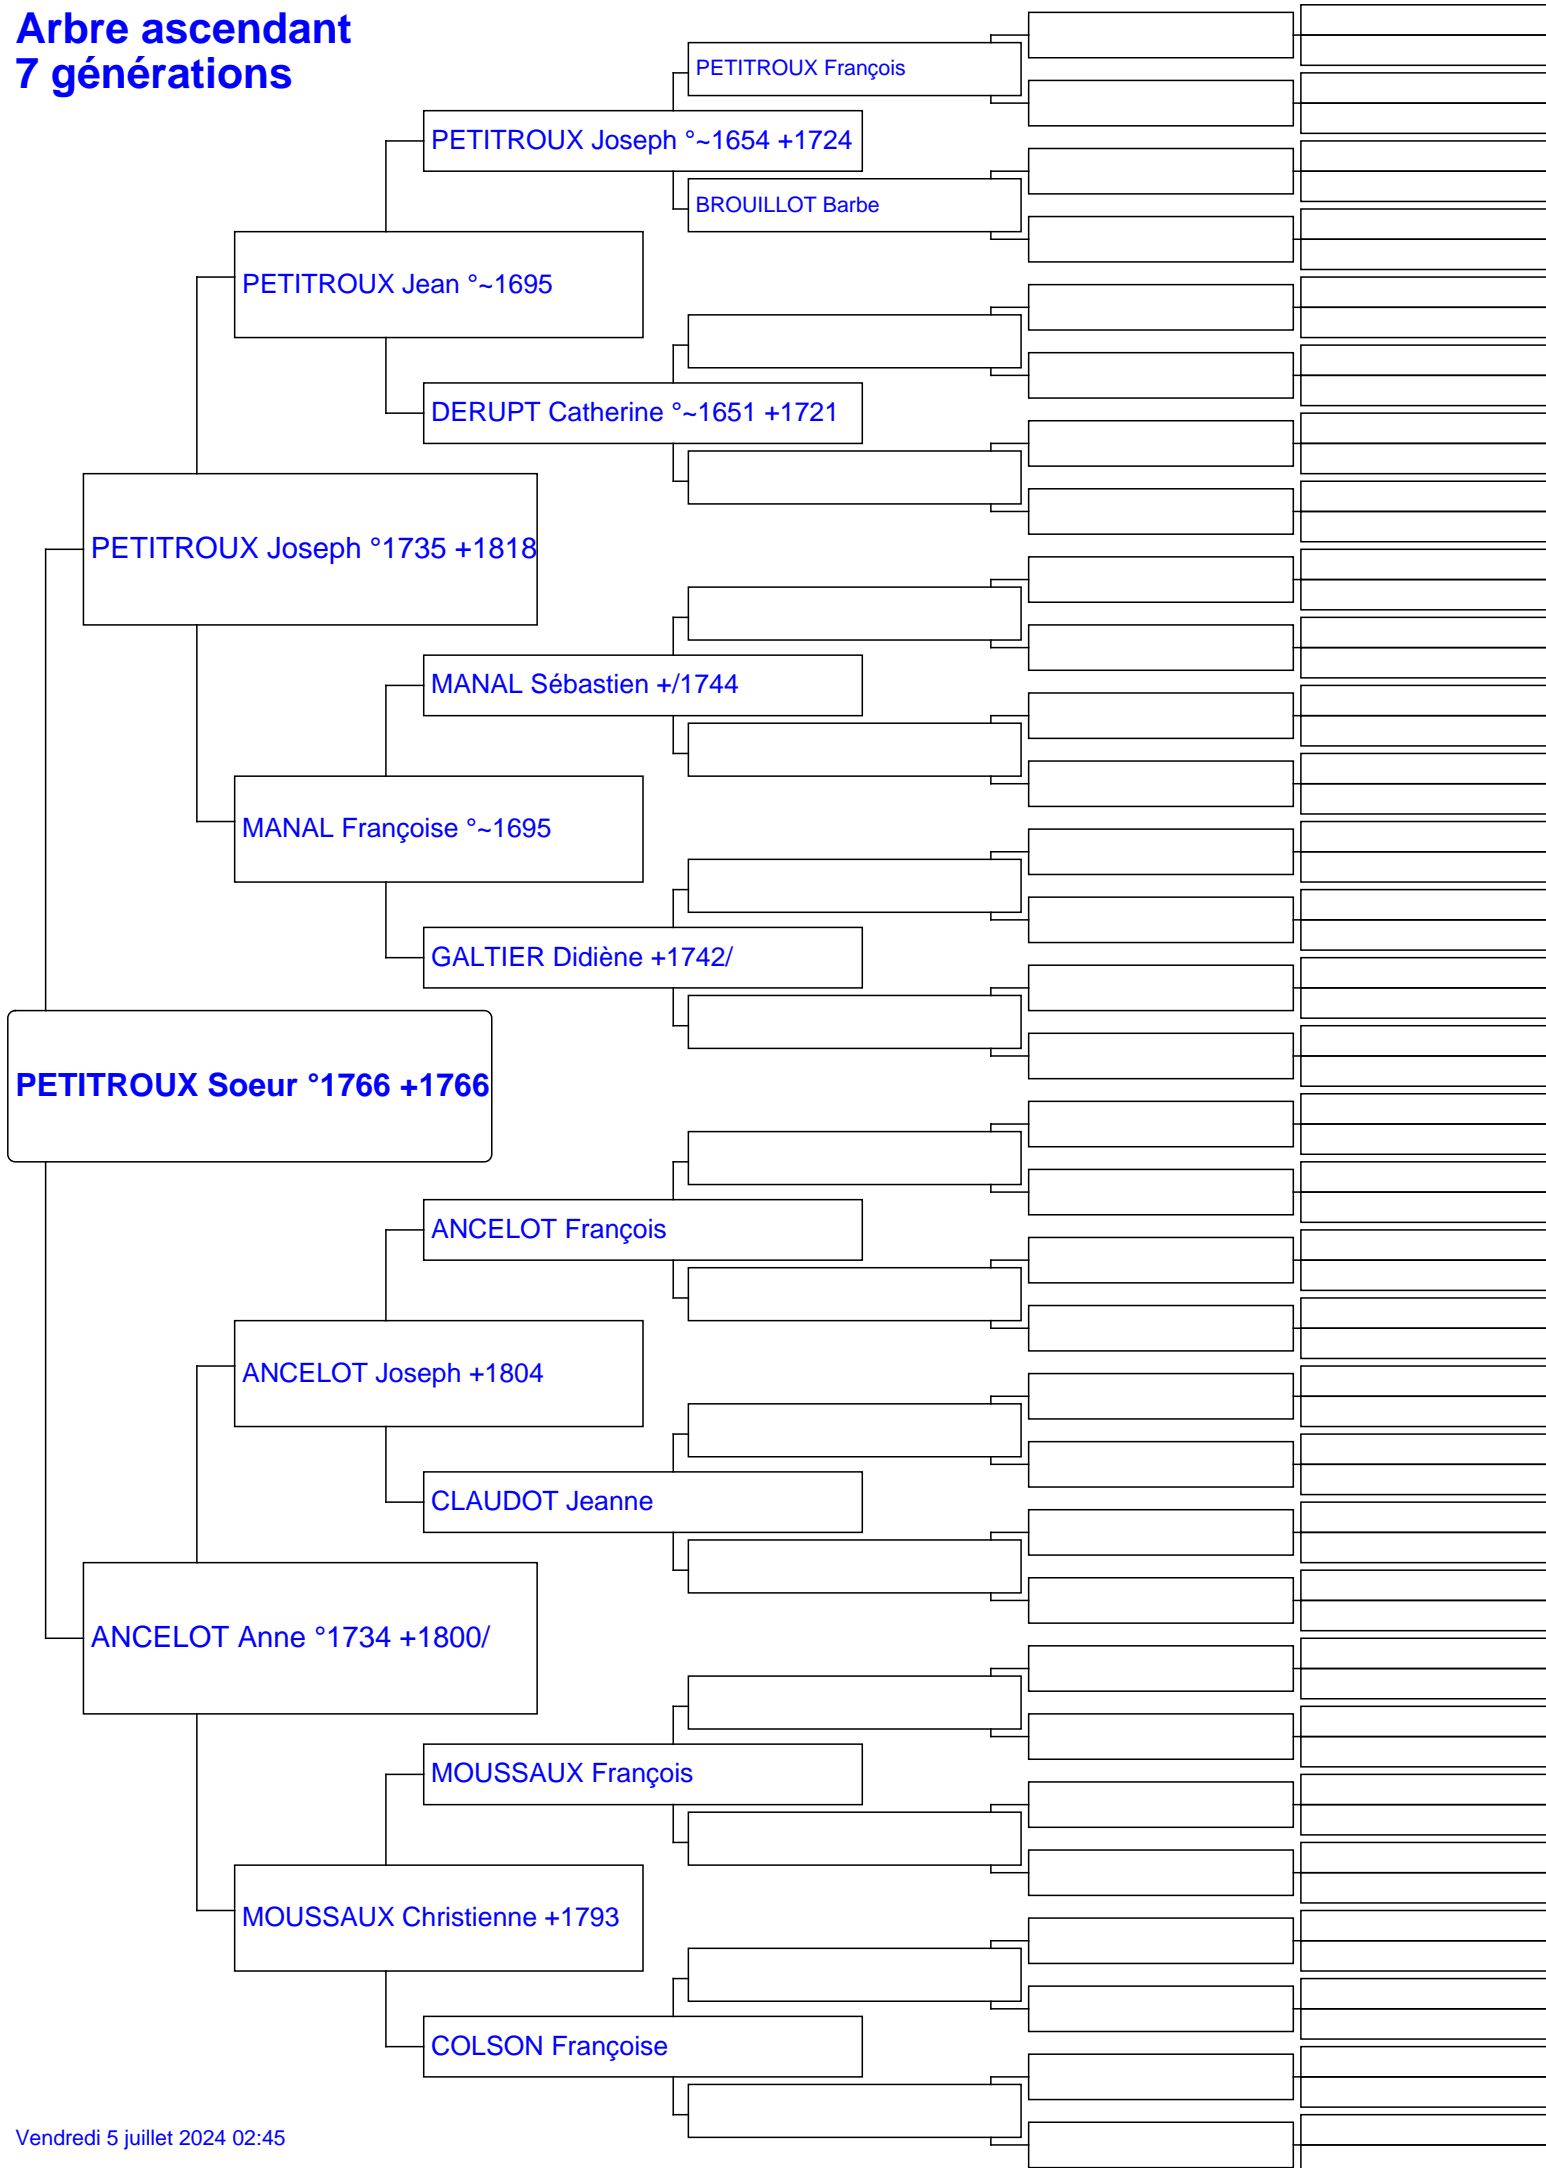 Arbre ascendant
7 générations
PETITROUX François
PETITROUX Joseph °~1654 +1724
BROUILLOT Barbe
PETITROUX Jean °~1695
DERUPT Catherine °~1651 +1721
PETITROUX Joseph °1735 +1818
MANAL Sébastien +/1744
MANAL Françoise °~1695
GALTIER Didiène +1742/
PETITROUX Soeur °1766 +1766
ANCELOT François
ANCELOT Joseph +1804
CLAUDOT Jeanne
ANCELOT Anne °1734 +1800/
MOUSSAUX François
MOUSSAUX Christienne +1793
COLSON Françoise
Vendredi 5 juillet 2024 02:45